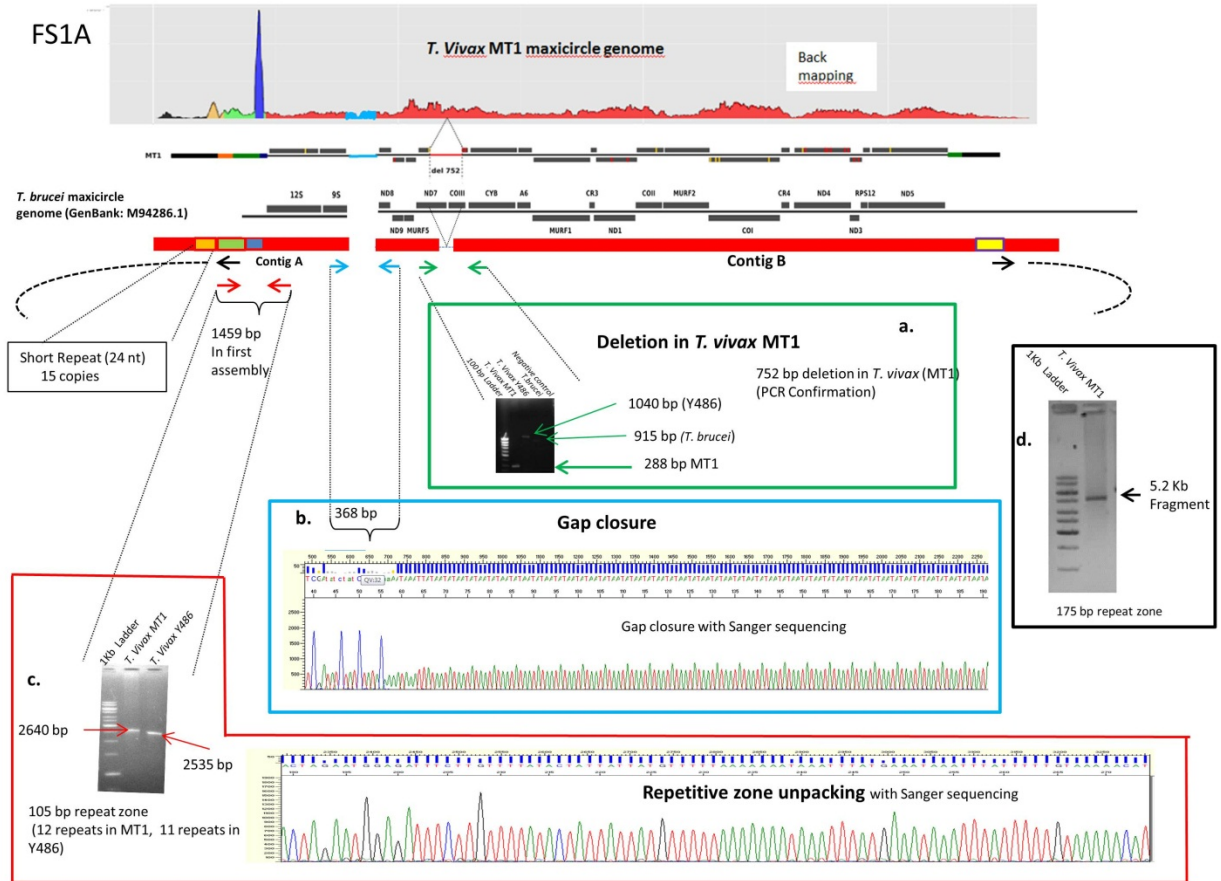 FS1A
T. Vivax MT1 maxicircle genome
Back
mapping
MT1
del 752
T. brucei maxicircle
genome (GenBank: M94286.1)
12S
9S
ND8
ND7
COIII
CYB
A6
CR3
COII
MURF2
CR4
ND4
RPS12
ND5
ND9
MURF5
MURF1
ND1
COI
ND3
Contig A
Contig B
Short Repeat (24 nt)
15 copies
1459 bp
In first
assembly
a.
Deletion in T. vivax MT1
752 bp deletion in T. vivax (MT1)
(PCR Confirmation)
100 bp Ladder
T. Vivax MT1
T. Vivax Y486
T.brucei
Negative control
1040 bp (Y486)
915 bp (T. brucei)
288 bp MT1
d.
1Kb Ladder
T. Vivax MT1
5.2 Kb
Fragment
175 bp repeat zone
b.
368 bp
Gap closure
QV:32
Gap closure with Sanger sequencing
c.
1Kb Ladder
T. Vivax MT1
T. Vivax Y486
2640 bp
2535 bp
105 bp repeat zone
(12 repeats in MT1, 11 repeats in
Y486)
Repetitive zone unpacking with Sanger sequencing